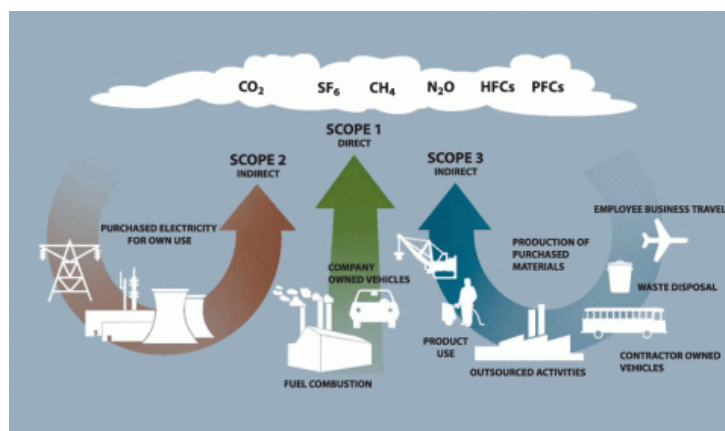 CO₂ SF₆ CH₄ N₂O HFCs PFCs
SCOPE 1
DIRECT
SCOPE 2
INDIRECT
SCOPE 3
INDIRECT
PURCHASED ELECTRICITY
FOR OWN USE
COMPANY
OWNED VEHICLES
FUEL COMBUSTION
EMPLOYEE BUSINESS TRAVEL
PRODUCTION OF
PURCHASED
MATERIALS
WASTE DISPOSAL
PRODUCT
USE
OUTSOURCED ACTIVITIES
CONTRACTOR OWNED
VEHICLES